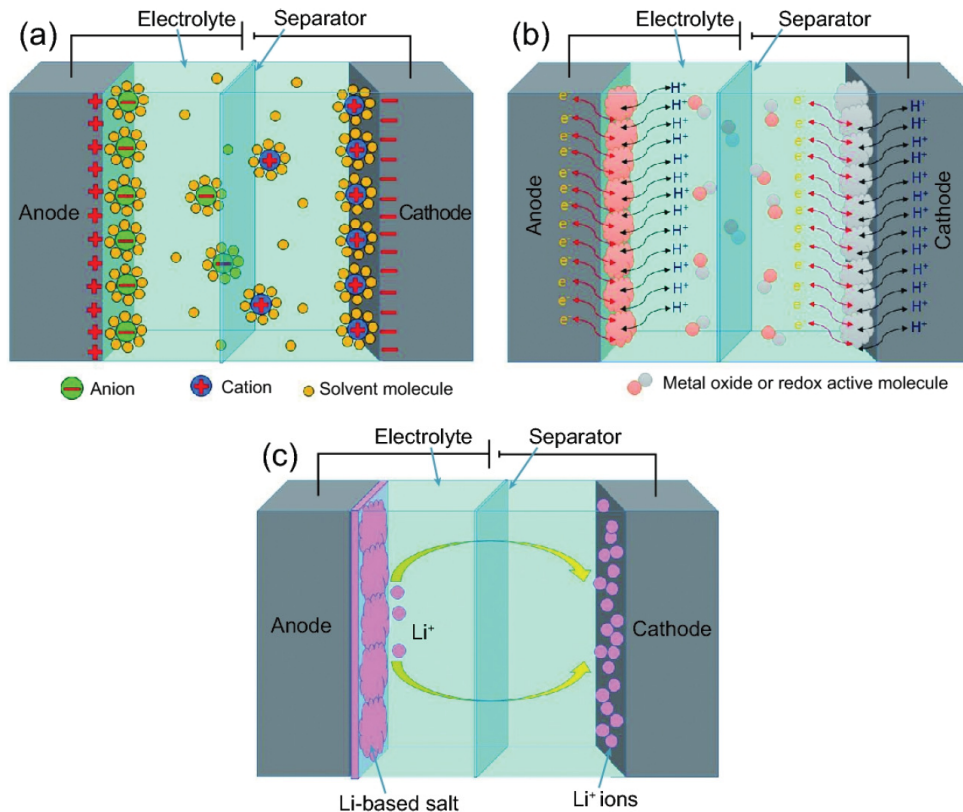 (a)
Electrolyte
Separator
Anode
Cathode
Anion
Cation
Solvent molecule
(b)
Electrolyte
Separator
Anode
e⁻
e⁻
e⁻
e⁻
e⁻
e⁻
e⁻
e⁻
e⁻
e⁻
e⁻
e⁻
e⁻
H⁺
H⁺
H⁺
H⁺
H⁺
H⁺
H⁺
H⁺
H⁺
H⁺
H⁺
H⁺
H⁺
e⁻
e⁻
e⁻
e⁻
e⁻
e⁻
e⁻
e⁻
e⁻
e⁻
e⁻
e⁻
e⁻
H⁺
H⁺
H⁺
H⁺
H⁺
H⁺
H⁺
H⁺
H⁺
H⁺
H⁺
H⁺
H⁺
Cathode
Metal oxide or redox active molecule
(c)
Electrolyte
Separator
Anode
Li⁺
Cathode
Li-based salt
Li⁺ ions